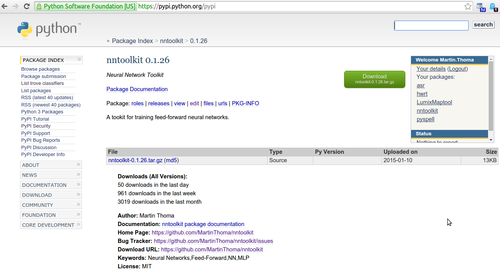 Python Software Foundation [US] https://pypi.python.org/pypi
python
search
» Package Index > nntoolkit > 0.1.26
PACKAGE INDEX
Browse packages
Package submission
List trove classifiers
List packages
RSS (latest 40 updates)
RSS (newest 40 packages)
Python 3 Packages
PyPI Tutorial
PyPI Security
PyPI Support
PyPI Bug Reports
PyPI Discussion
PyPI Developer Info
ABOUT
NEWS
DOCUMENTATION
DOWNLOAD
COMMUNITY
FOUNDATION
CORE DEVELOPMENT
nntoolkit 0.1.26
Neural Network Toolkit
Package Documentation
Package: roles | releases | view | edit | files | urls | PKG-INFO
A tookit for training feed-forward neural networks.
Download
nntoolkit-0.1.26.tar.gz
Welcome Martin.Thoma
Your details (Logout)
Your packages:
asr
hwrt
LumixMaptool
nntoolkit
pyspell
Status
Nothing to report
File Type Py Version Uploaded on Size
nntoolkit-0.1.26.tar.gz (md5) Source 2015-01-10 13KB
Downloads (All Versions):
50 downloads in the last day
961 downloads in the last week
3019 downloads in the last month
Author: Martin Thoma
Documentation: nntoolkit package documentation
Home Page: https://github.com/MartinThoma/nntoolkit
Bug Tracker: https://github.com/MartinThoma/nntoolkit/issues
Download URL: https://github.com/MartinThoma/nntoolkit
Keywords: Neural Networks,Feed-Forward,NN,MLP
License: MIT